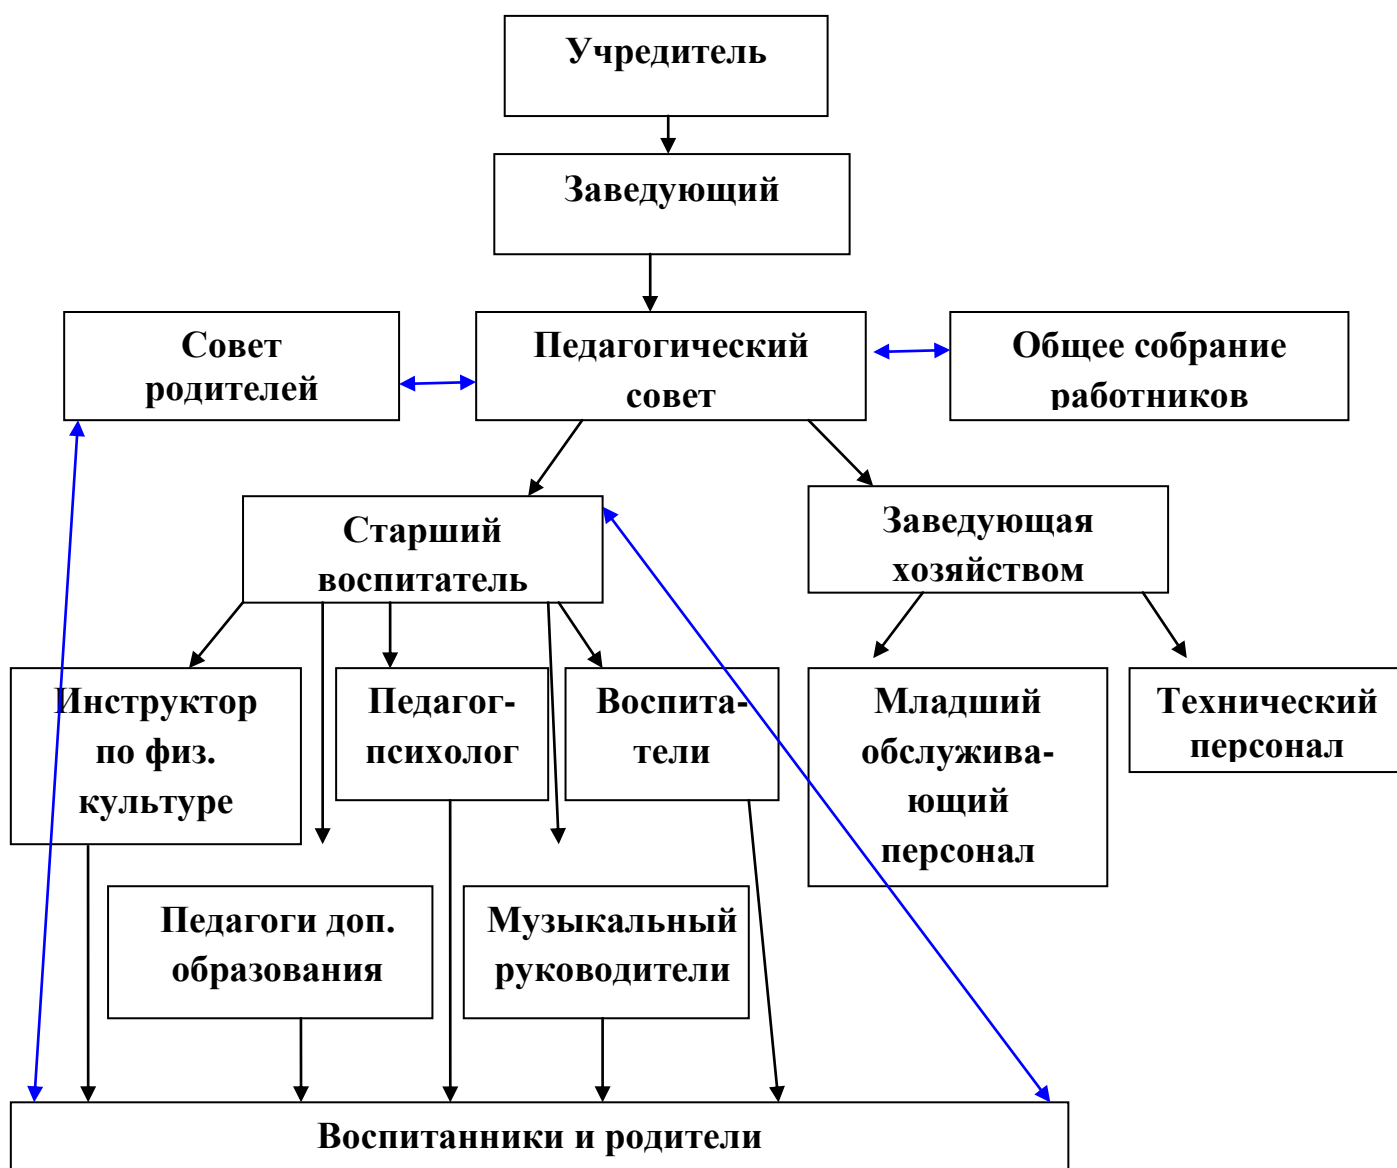 Учредитель
Заведующий
Совет
родителей
Педагогический
совет
Общее собрание
работников
Старший
воспитатель
Заведующая
хозяйством
Инструктор
по физ.
культуре
Педагог-
психолог
Воспита-
тели
Младший
обслужива-
ющий
персонал
Технический
персонал
Педагоги доп.
образования
Музыкальный
руководители
Воспитанники и родители